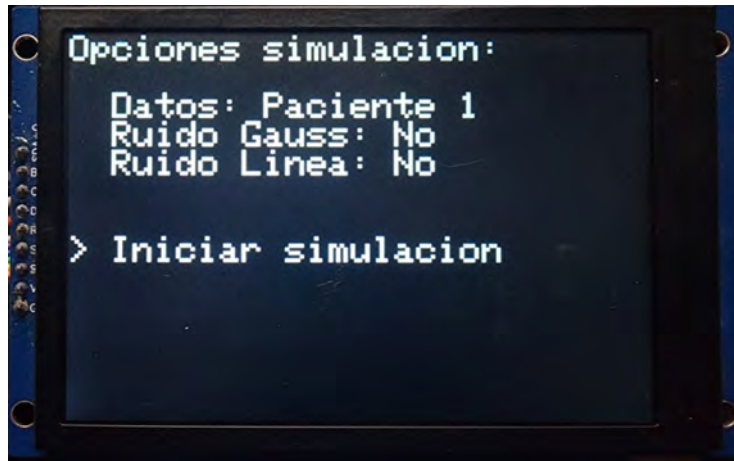 Opciones simulacion:
Datos: Paciente 1
Ruido Gauss: No
Ruido Linea: No
> Iniciar simulacion